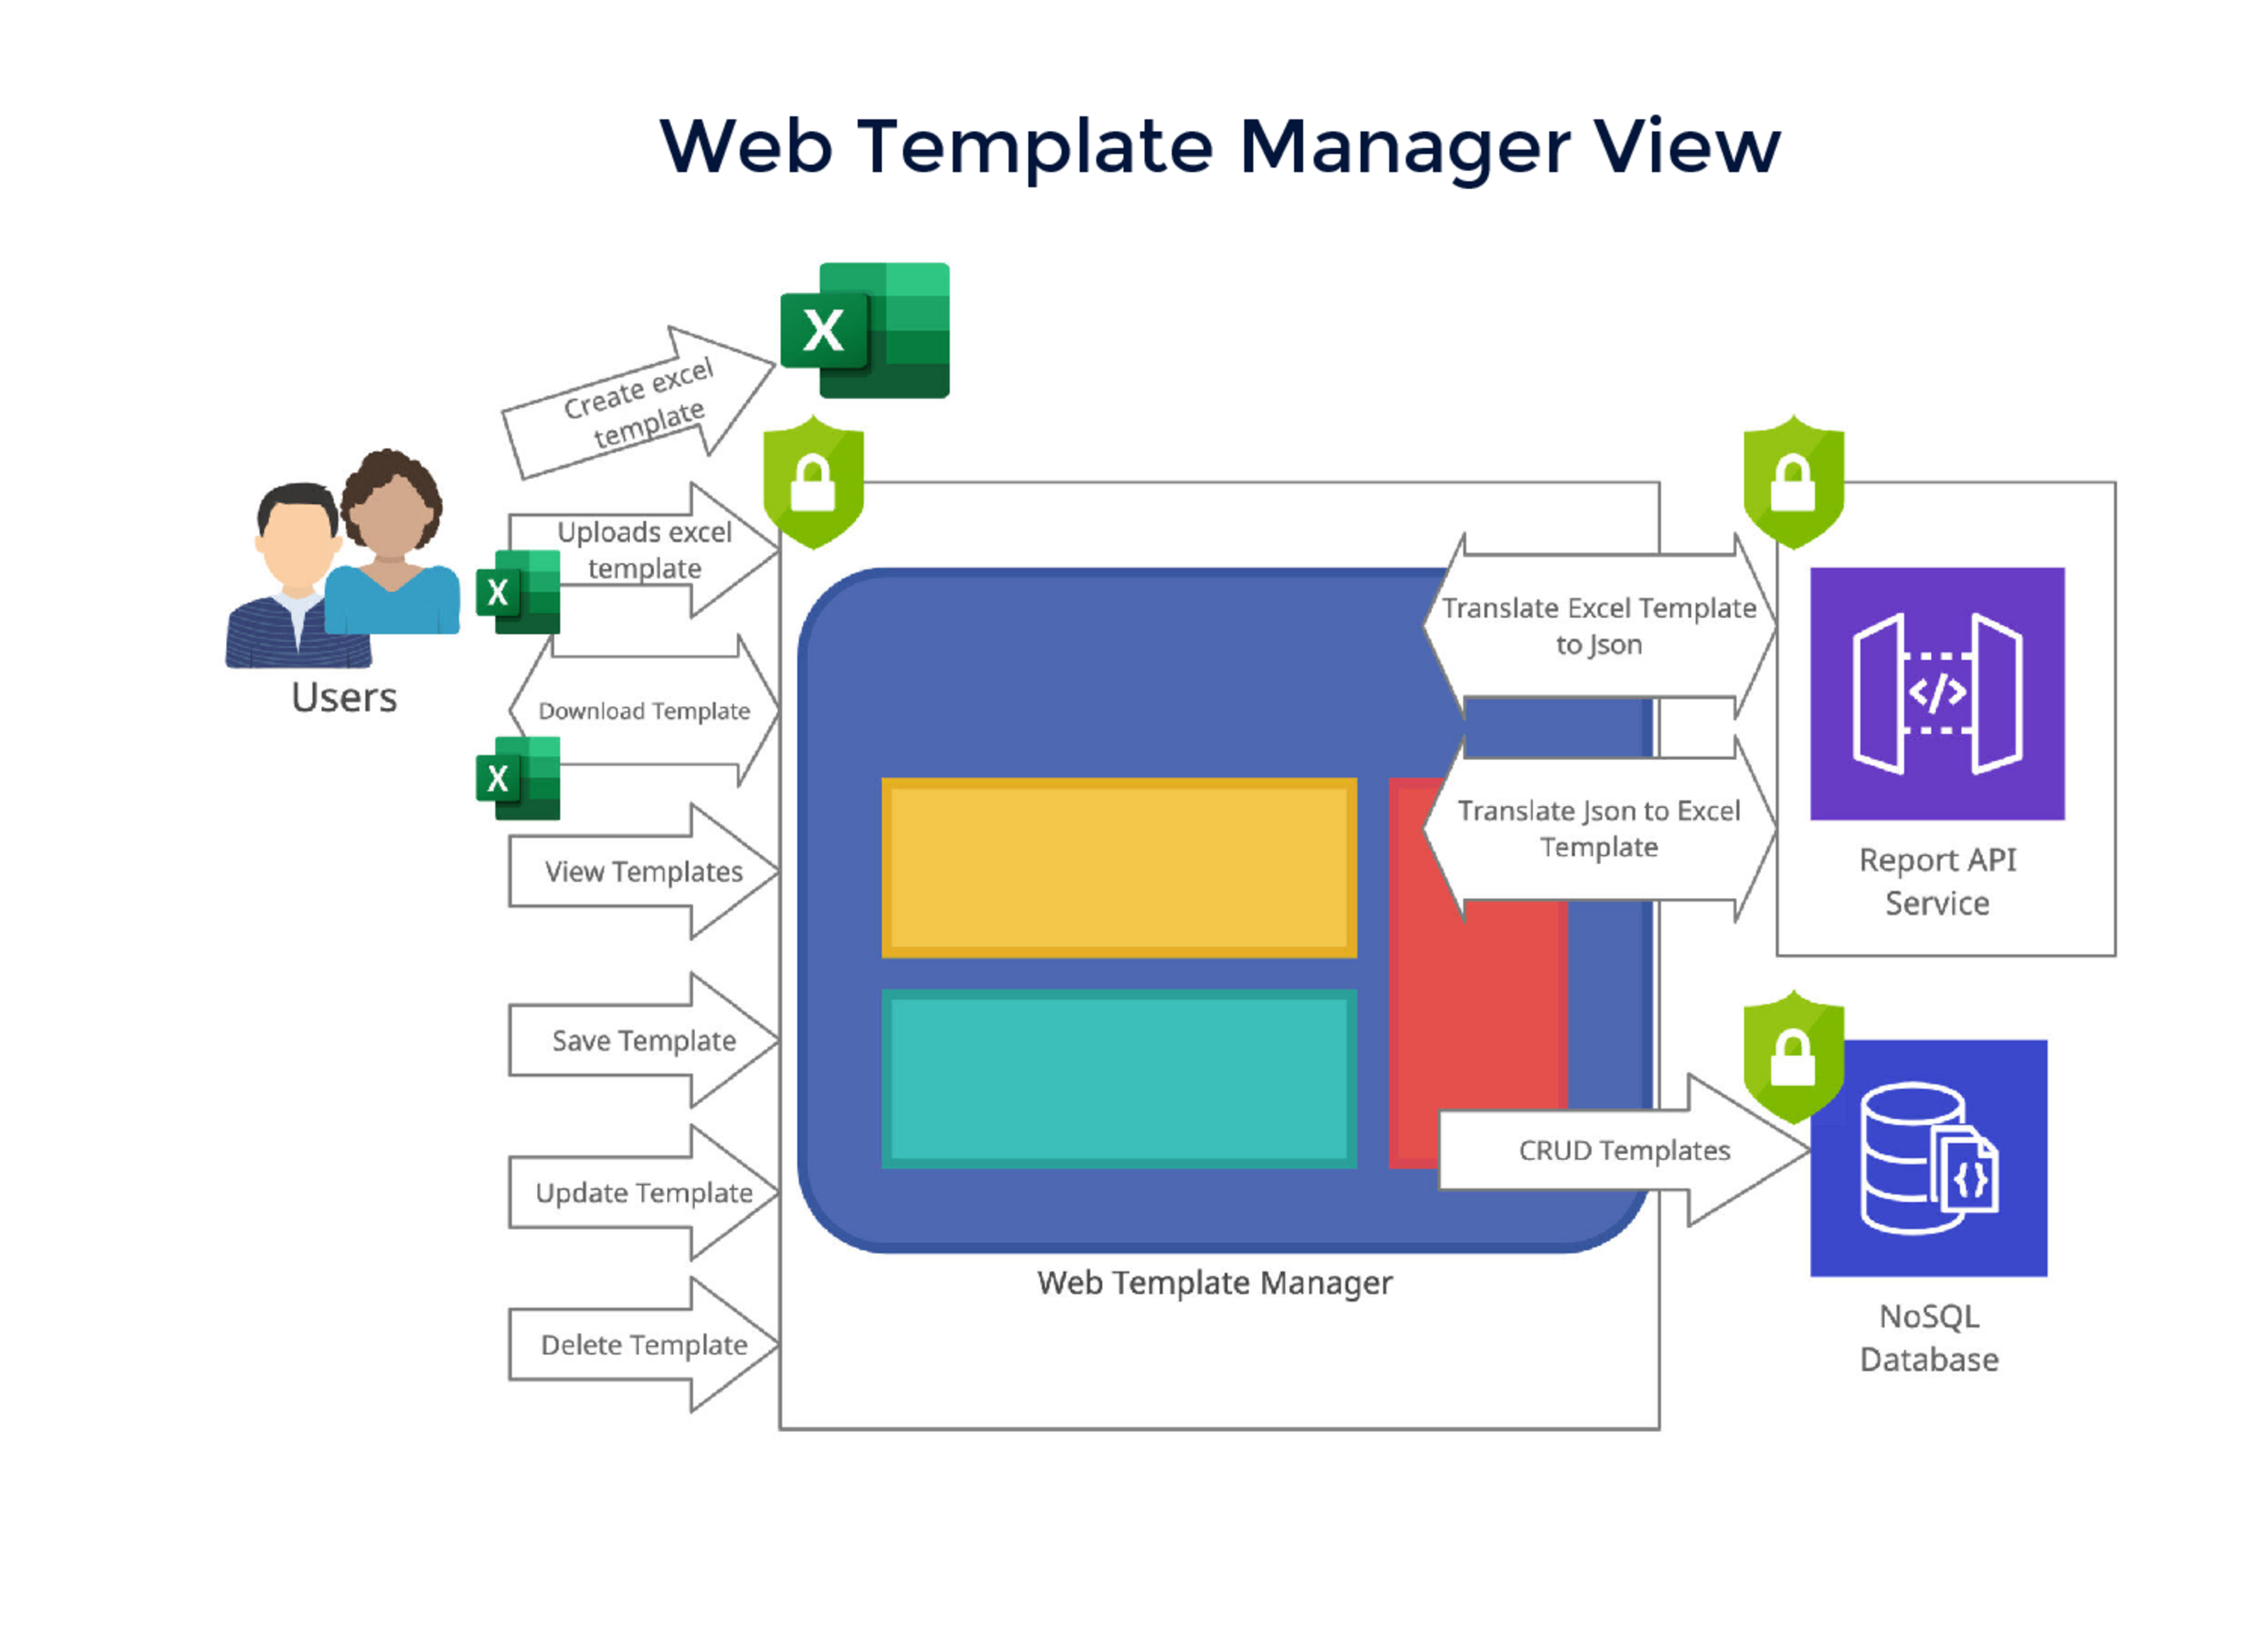 Web Template Manager View
X
Create excel
template
Uploads excel
template
X
Users
Download Template
X
View Templates
Save Template
Update Template
Delete Template
Web Template Manager
Translate Excel Template
to Json
Translate Json to Excel
Template
CRUD Templates
</>
Report API
Service
{}
NoSQL
Database